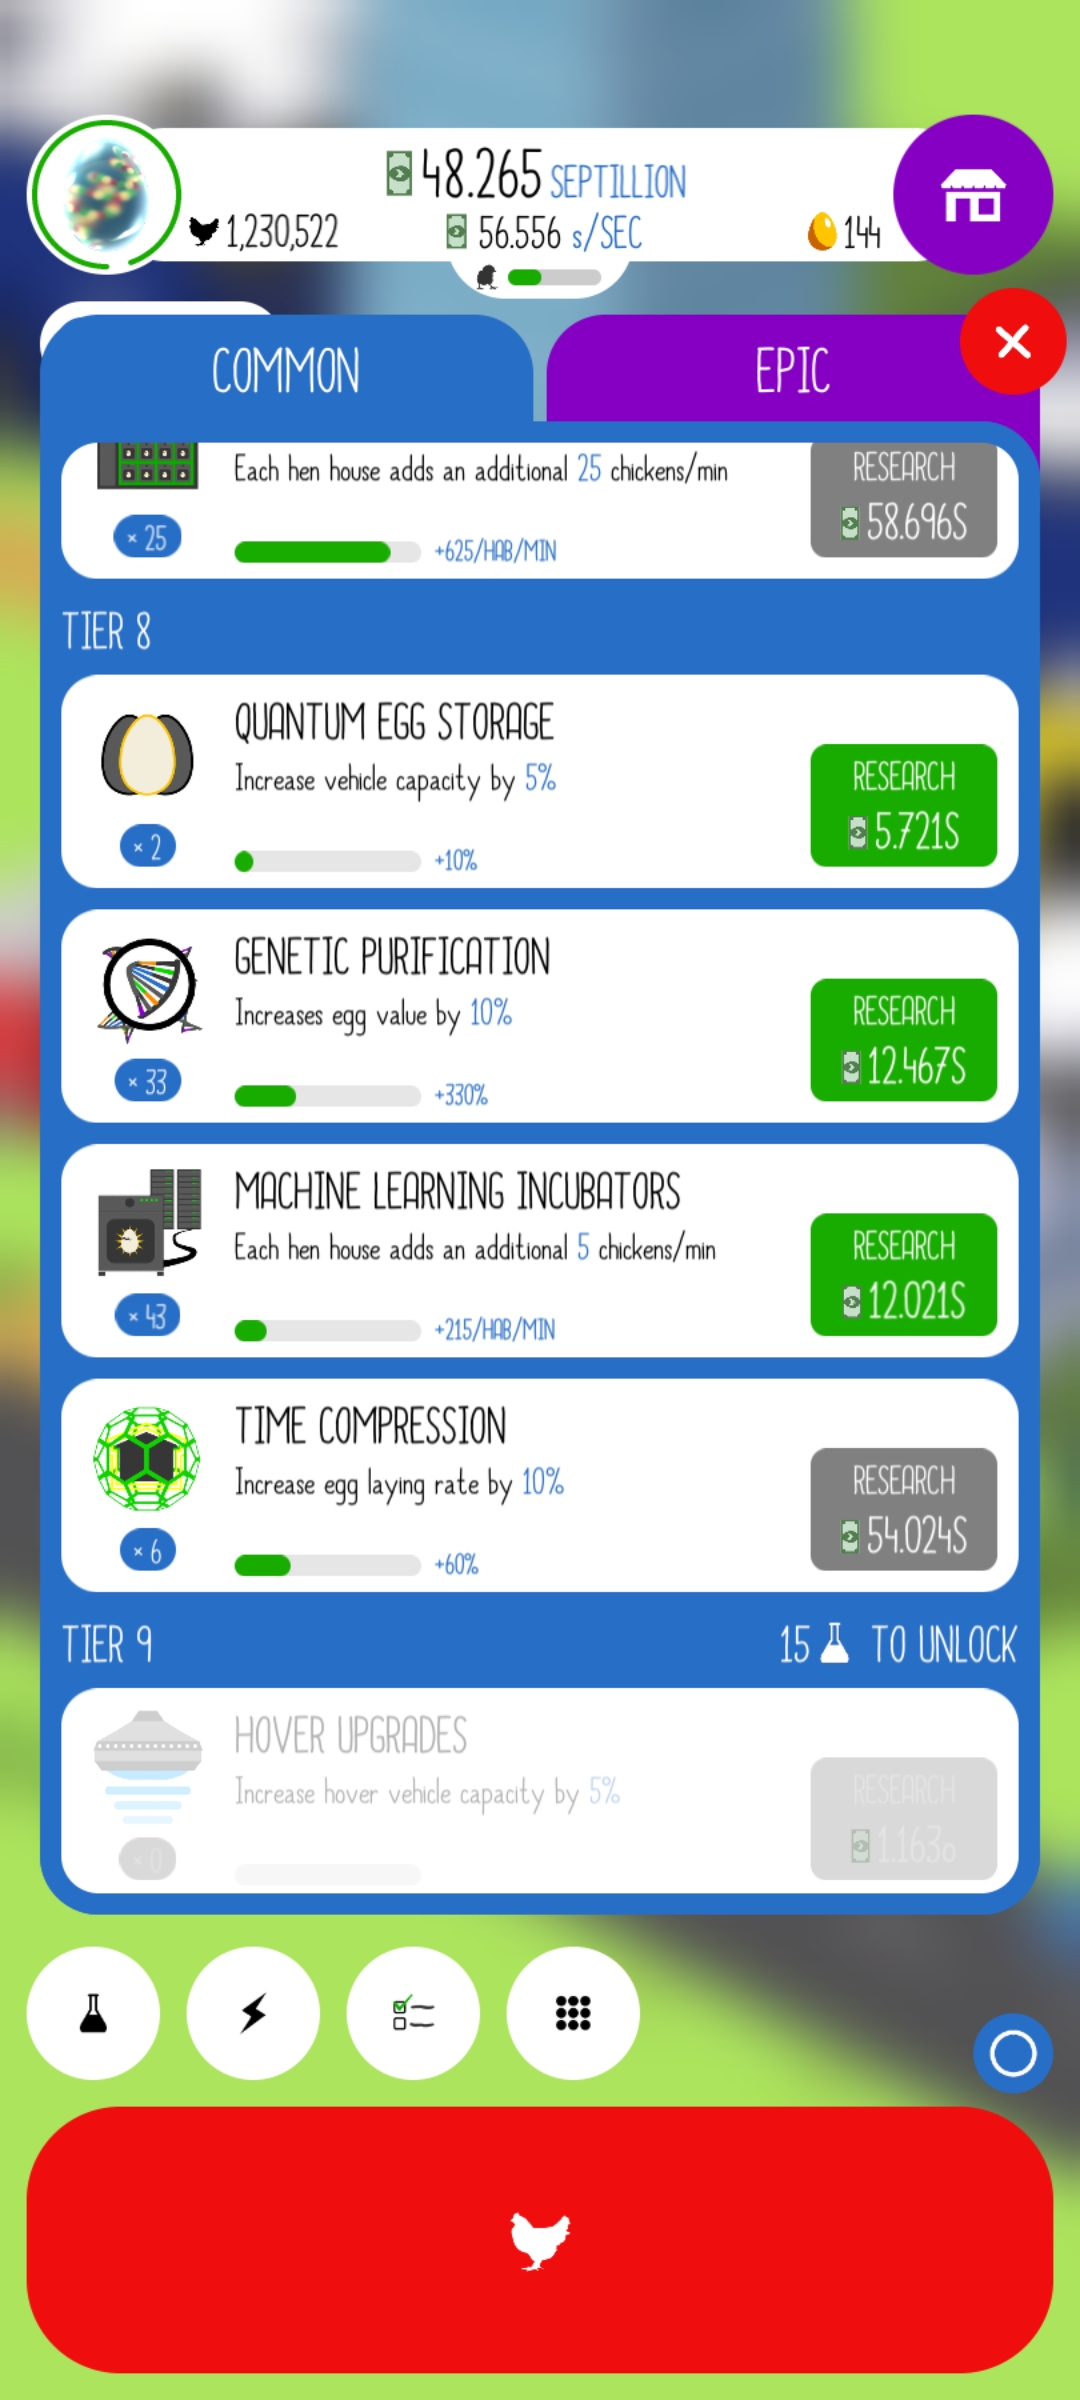 48.265 SEPTILLION
1,230,522
56.556 s/SEC
144
COMMON
EPIC
Each hen house adds an additional 25 chickens/min
RESEARCH
58.696S
× 25
+625/HAB/MIN
TIER 8
QUANTUM EGG STORAGE
Increase vehicle capacity by 5%
RESEARCH
5.721S
× 2
+10%
GENETIC PURIFICATION
Increases egg value by 10%
RESEARCH
12.467S
× 33
+330%
MACHINE LEARNING INCUBATORS
Each hen house adds an additional 5 chickens/min
RESEARCH
12.021S
× 43
+215/HAB/MIN
TIME COMPRESSION
Increase egg laying rate by 10%
RESEARCH
54.024S
× 6
+60%
TIER 9
15 TO UNLOCK
HOVER UPGRADES
Increase hover vehicle capacity by 5%
RESEARCH
1.163o
× 0